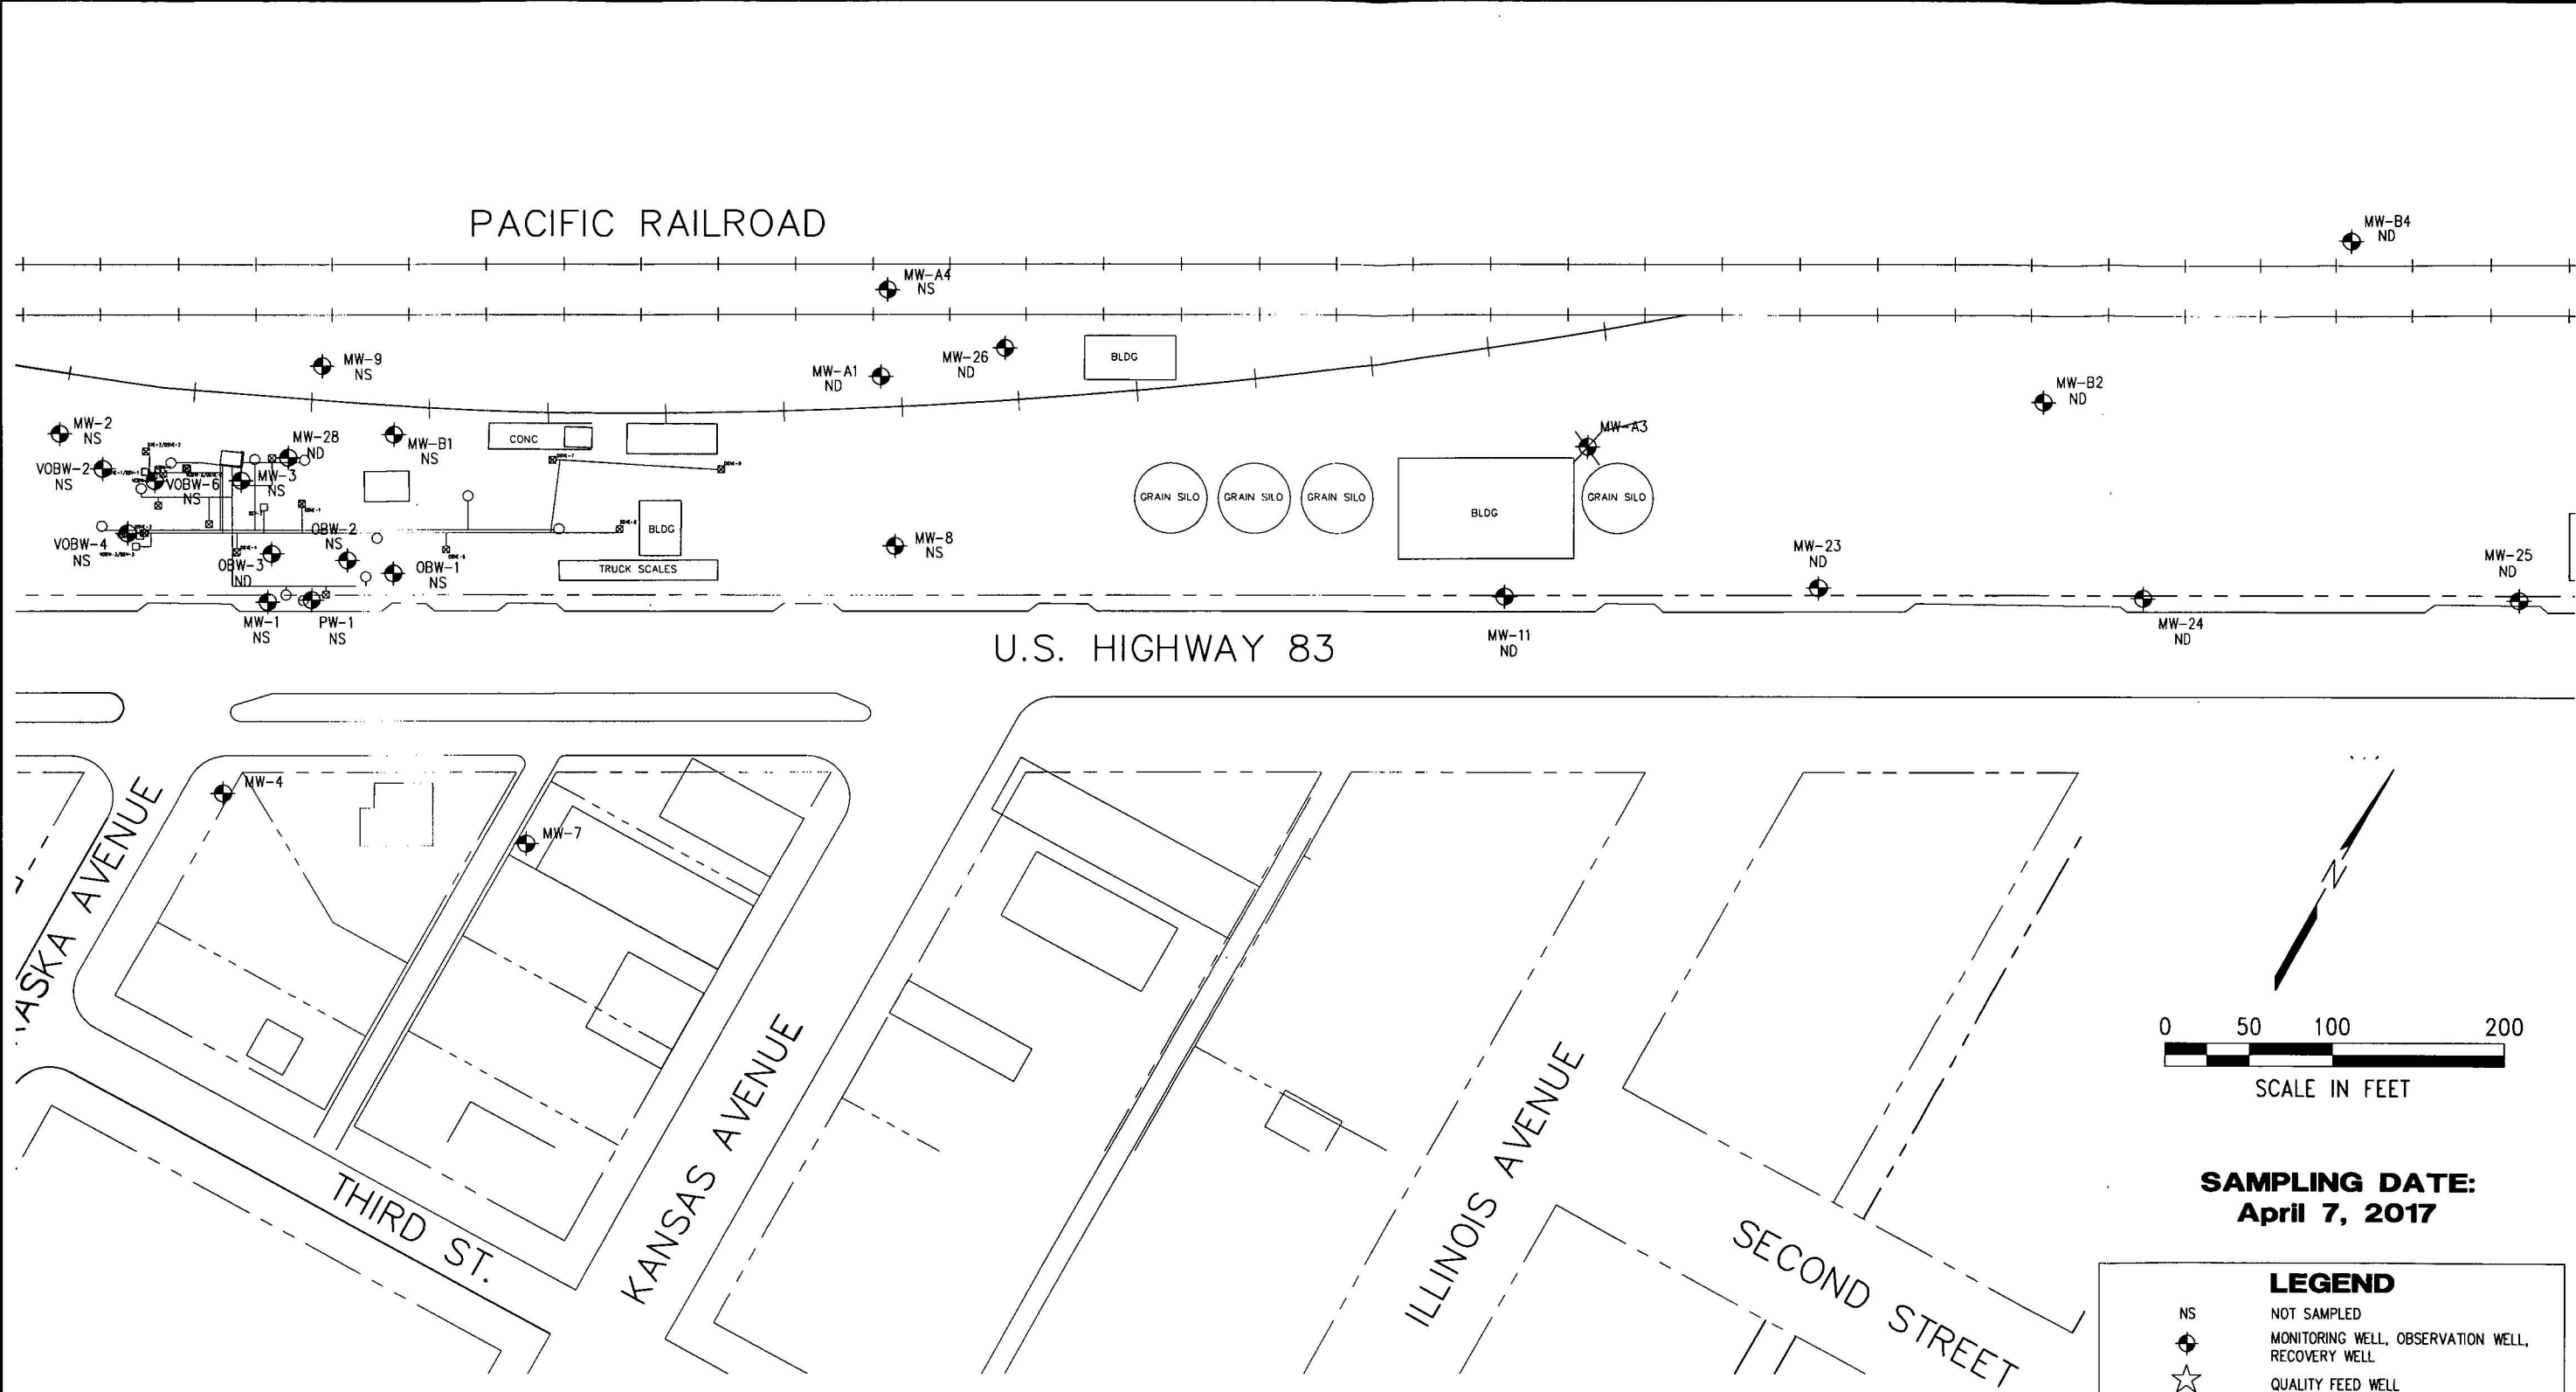 PACIFIC RAILROAD
MW-B4
ND
MW-A4
NS
MW-9
NS
MW-A1
ND
MW-26
ND
BLDG
MW-B2
ND
MW-2
NS
MW-28
ND
MW-B1
NS
CONC
MW-A3
VOBW-2
NS
VOBW-6
NS
MW-3
NS
GRAIN SILO
GRAIN SILO
GRAIN SILO
BLDG
GRAIN SILO
VOBW-4
NS
OBW-2
NS
BLDG
MW-8
NS
MW-23
ND
MW-25
ND
OBW-3
ND
OBW-1
NS
TRUCK SCALES
MW-1
NS
PW-1
NS
MW-11
ND
MW-24
ND
U.S. HIGHWAY 83
MW-4
MW-7
ASKA AVENUE
N
0 50 100 200
SCALE IN FEET
THIRD ST.
KANSAS AVENUE
ILLINOIS AVENUE
SECOND STREET
SAMPLING DATE:
April 7, 2017
LEGEND
NS NOT SAMPLED
MONITORING WELL, OBSERVATION WELL,
RECOVERY WELL
QUALITY FEED WELL